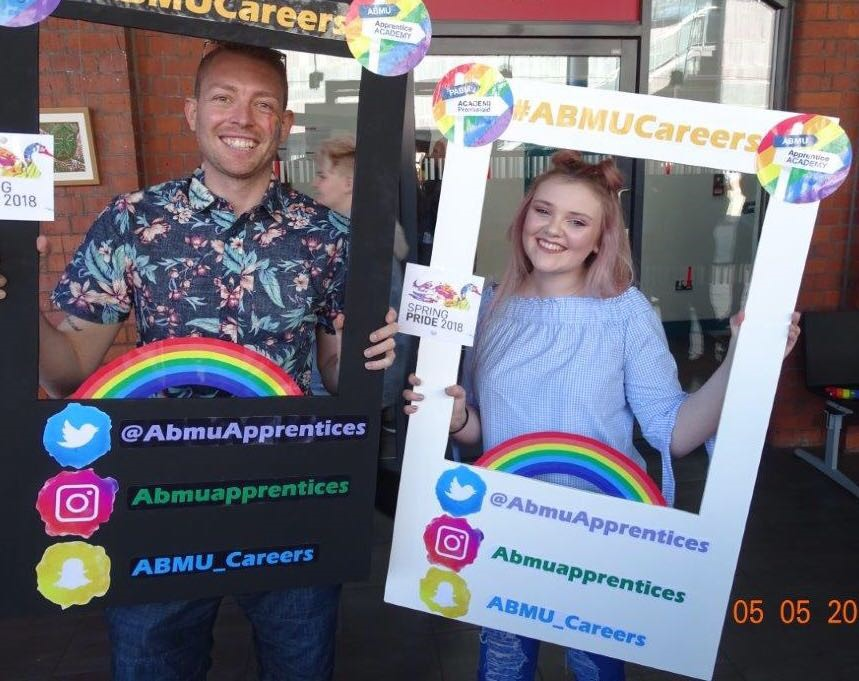 ABMUCareers
ABMU
Apprentice
ACADEMY
2018
@AbmuApprentices
Abmuapprentices
ABMU_Careers
ACADEMI
#ABMUCareers
ABMU
Apprentice
ACADEMY
SPRING
PRIDE 2018
@AbmuApprentices
Abmuapprentices
ABMU_Careers
05 05 20